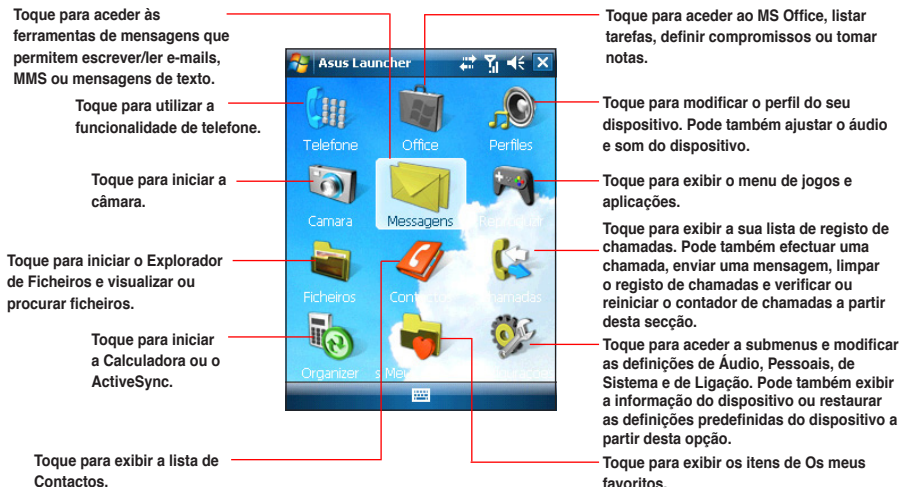 Toque para aceder às
ferramentas de mensagens que
permitem escrever/ler e-mails,
MMS ou mensagens de texto.
Toque para utilizar a
funcionalidade de telefone.
Toque para iniciar a
câmara.
Toque para iniciar o Explorador
de Ficheiros e visualizar ou
procurar ficheiros.
Toque para iniciar
a Calculadora ou o
ActiveSync.
Toque para exibir a lista de
Contactos.
Asus Launcher
Telefone
Office
Perfiles
Camara
Messagens
Reproduzir
Ficheiros
Contactos
Chamadas
Organizer
Toque para aceder ao MS Office, listar
tarefas, definir compromissos ou tomar
notas.
Toque para modificar o perfil do seu
dispositivo. Pode também ajustar o áudio
e som do dispositivo.
Toque para exibir o menu de jogos e
aplicações.
Toque para exibir a sua lista de registo de
chamadas. Pode também efectuar uma
chamada, enviar uma mensagem, limpar
o registo de chamadas e verificar ou
reiniciar o contador de chamadas a partir
desta secção.
Toque para aceder a submenus e modificar
as definições de Áudio, Pessoais, de
Sistema e de Ligação. Pode também exibir
a informação do dispositivo ou restaurar
as definições predefinidas do dispositivo a
partir desta opção.
Toque para exibir os itens de Os meus
favoritos.